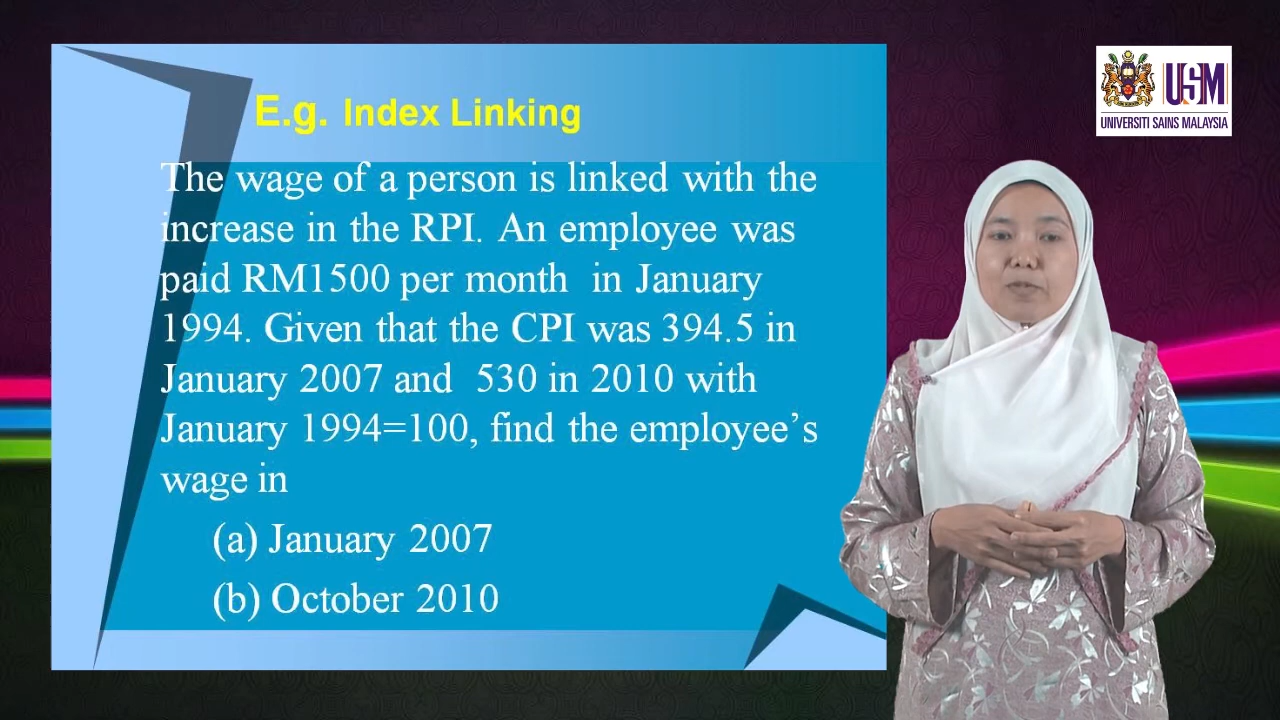 E.g. Index Linking
The wage of a person is linked with the
increase in the RPI. An employee was
paid RM1500 per month in January
1994. Given that the CPI was 394.5 in
January 2007 and 530 in 2010 with
January 1994=100, find the employee’s
wage in
(a) January 2007
(b) October 2010
USM
UNIVERSITI SAINS MALAYSIA